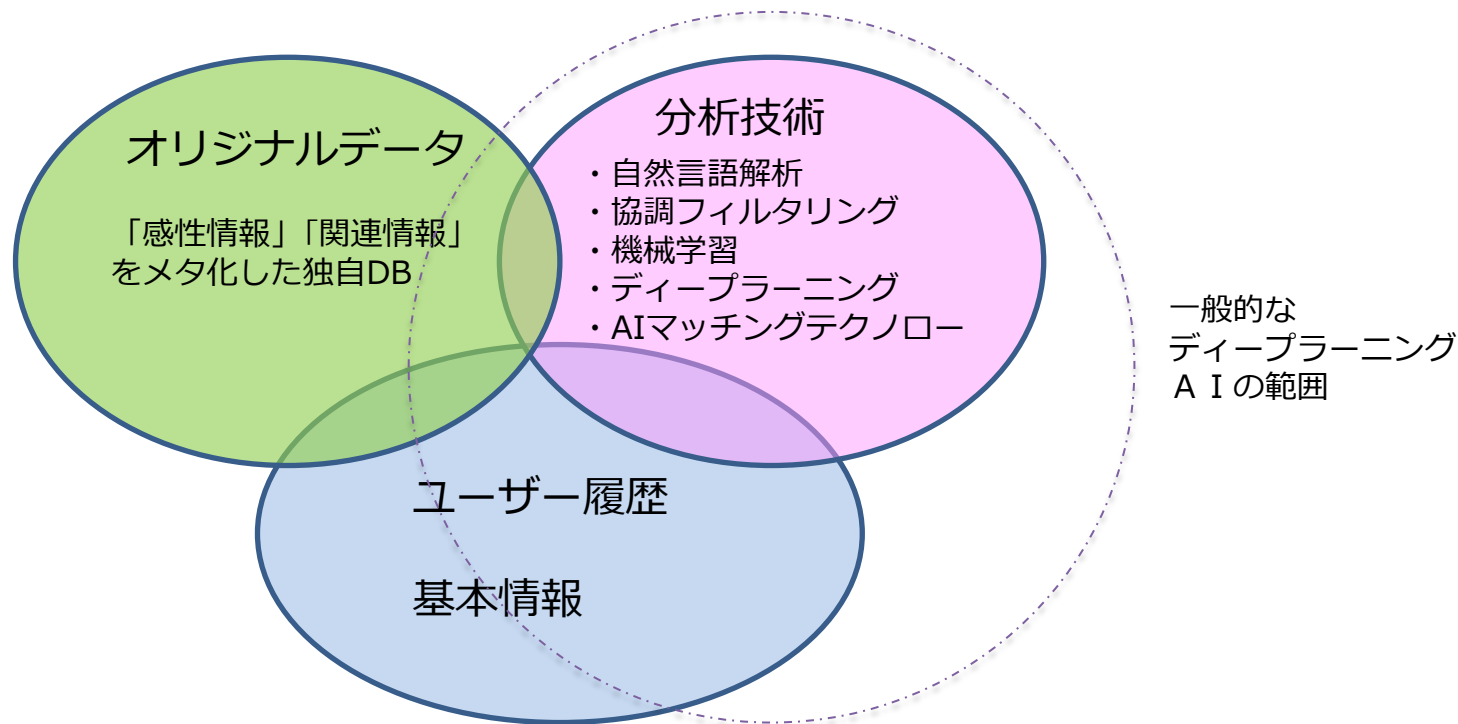 オリジナルデータ
「感性情報」「関連情報」
をメタ化した独自DB
分析技術
・自然言語解析
・協調フィルタリング
・機械学習
・ディープラーニング
・AIマッチングテクノロー
ユーザー履歴
基本情報
一般的な
ディープラーニング
ＡＩの範囲